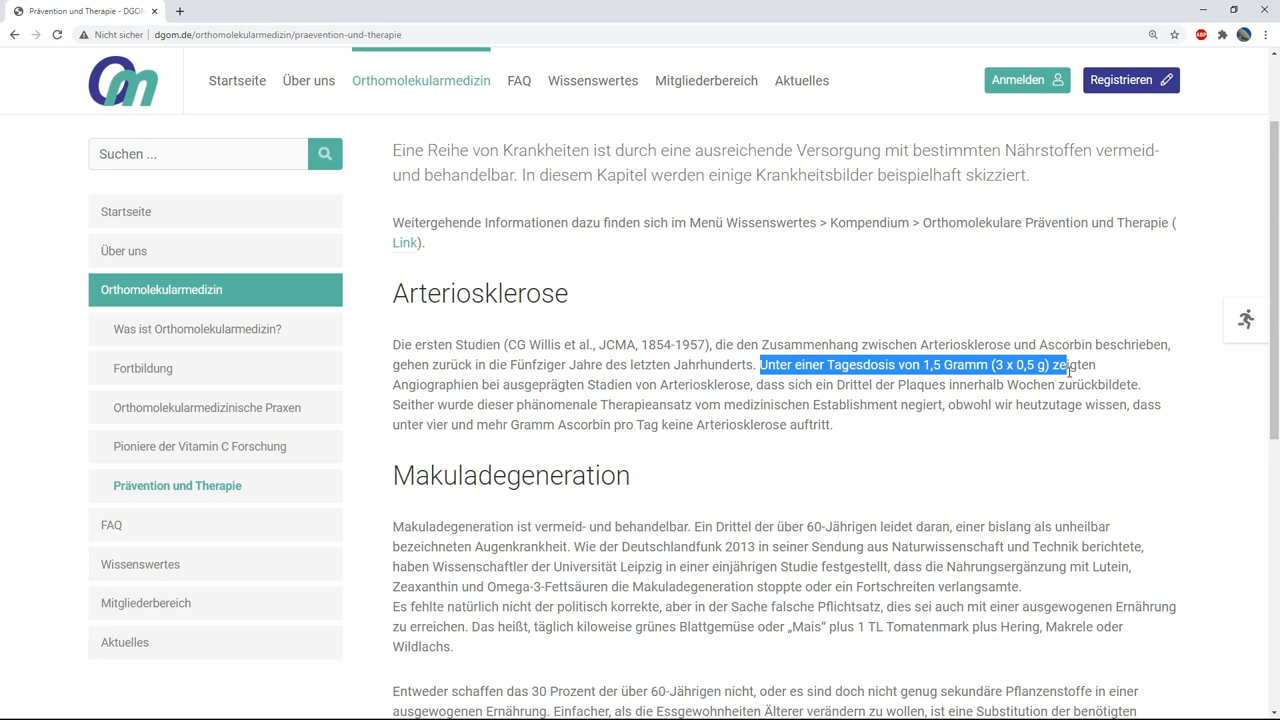 Prävention und Therapie - DGOM
Nicht sicher
dgom.de/orthomolekularmedizin/praevention-und-therapie
ABP
Om
Startseite
Über uns
Orthomolekularmedizin
FAQ
Wissenswertes
Mitgliederbereich
Aktuelles
Anmelden
Registrieren
Suchen ...
Startseite
Über uns
Orthomolekularmedizin
Was ist Orthomolekularmedizin?
Fortbildung
Orthomolekularmedizinische Praxen
Pioniere der Vitamin C Forschung
Prävention und Therapie
FAQ
Wissenswertes
Mitgliederbereich
Aktuelles
Eine Reihe von Krankheiten ist durch eine ausreichende Versorgung mit bestimmten Nährstoffen vermeid-
und behandelbar. In diesem Kapitel werden einige Krankheitsbilder beispielhaft skizziert.
Weitergehende Informationen dazu finden sich im Menü Wissenswertes > Kompendium > Orthomolekulare Prävention und Therapie (
Link).
Arteriosklerose
Die ersten Studien (CG Willis et al., JCMA, 1854-1957), die den Zusammenhang zwischen Arteriosklerose und Ascorbin beschrieben,
gehen zurück in die Fünfziger Jahre des letzten Jahrhunderts. Unter einer Tagesdosis von 1,5 Gramm (3 x 0,5 g) zeigten
Angiographien bei ausgeprägten Stadien von Arteriosklerose, dass sich ein Drittel der Plaques innerhalb Wochen zurückbildete.
Seither wurde dieser phänomenale Therapieansatz vom medizinischen Establishment negiert, obwohl wir heutzutage wissen, dass
unter vier und mehr Gramm Ascorbin pro Tag keine Arteriosklerose auftritt.
Makuladegeneration
Makuladegeneration ist vermeid- und behandelbar. Ein Drittel der über 60-Jährigen leidet daran, einer bislang als unheilbar
bezeichneten Augenkrankheit. Wie der Deutschlandfunk 2013 in seiner Sendung aus Naturwissenschaft und Technik berichtete,
haben Wissenschaftler der Universität Leipzig in einer einjährigen Studie festgestellt, dass die Nahrungsergänzung mit Lutein,
Zeaxanthin und Omega-3-Fettsäuren die Makuladegeneration stoppte oder ein Fortschreiten verlangsamte.
Es fehlte natürlich nicht der politisch korrekte, aber in der Sache falsche Pflichtsatz, dies sei auch mit einer ausgewogenen Ernährung
zu erreichen. Das heißt, täglich kiloweise grünes Blattgemüse oder „Mais“ plus 1 TL Tomatenmark plus Hering, Makrele oder
Wildlachs.
Entweder schaffen das 30 Prozent der über 60-Jährigen nicht, oder es sind doch nicht genug sekundäre Pflanzenstoffe in einer
ausgewogenen Ernährung. Einfacher, als die Essgewohnheiten Älterer verändern zu wollen, ist eine Substitution der benötigten